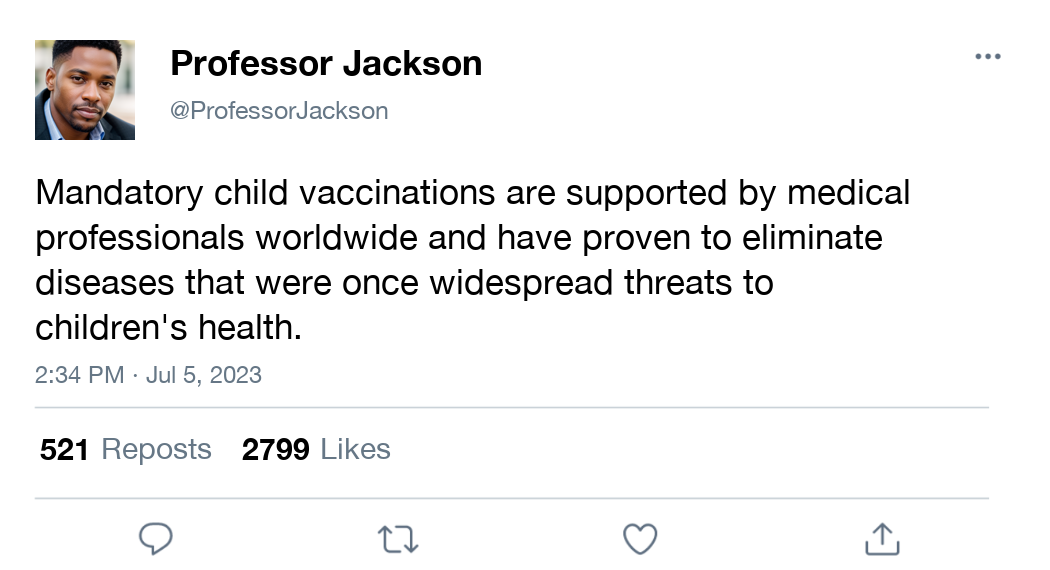 Professor Jackson
@ProfessorJackson
Mandatory child vaccinations are supported by medical
professionals worldwide and have proven to eliminate
diseases that were once widespread threats to
children's health.
2:34 PM · Jul 5, 2023
521 Reposts 2799 Likes